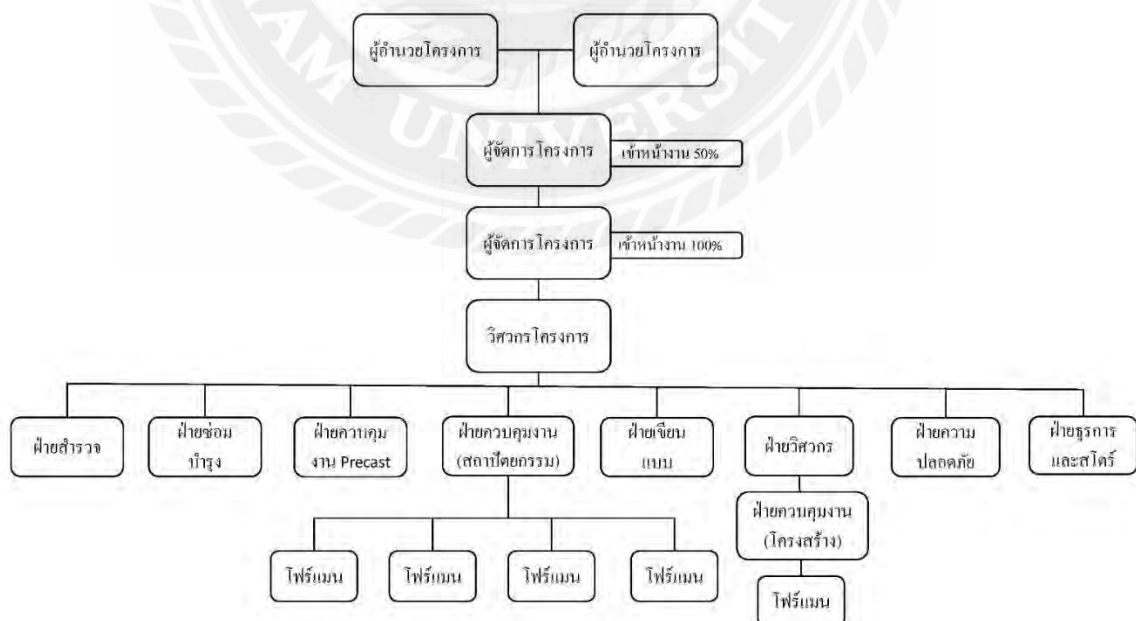 ผู้อำนวยโครงการ
ผู้อำนวยโครงการ
AM UNIVERSIT
ผู้จัดการโครงการ
เข้าหน้างาน 50%
ผู้จัดการโครงการ
เข้าหน้างาน 100%
วิศวกรโครงการ
ฝ่ายสำรวจ
ฝ่ายซ่อม
บำรุง
ฝ่ายควบคุม
งาน Precast
ฝ่ายควบคุมงาน
(สถาปัตยกรรม)
ฝ่ายเขียน
แบบ
ฝ่ายวิศวกร
ฝ่ายความ
ปลอดภัย
ฝ่ายธุรการ
และสโตร์
ฝ่ายควบคุมงาน
(โครงสร้าง)
โฟร์แมน
โฟร์แมน
โฟร์แมน
โฟร์แมน
โฟร์แมน